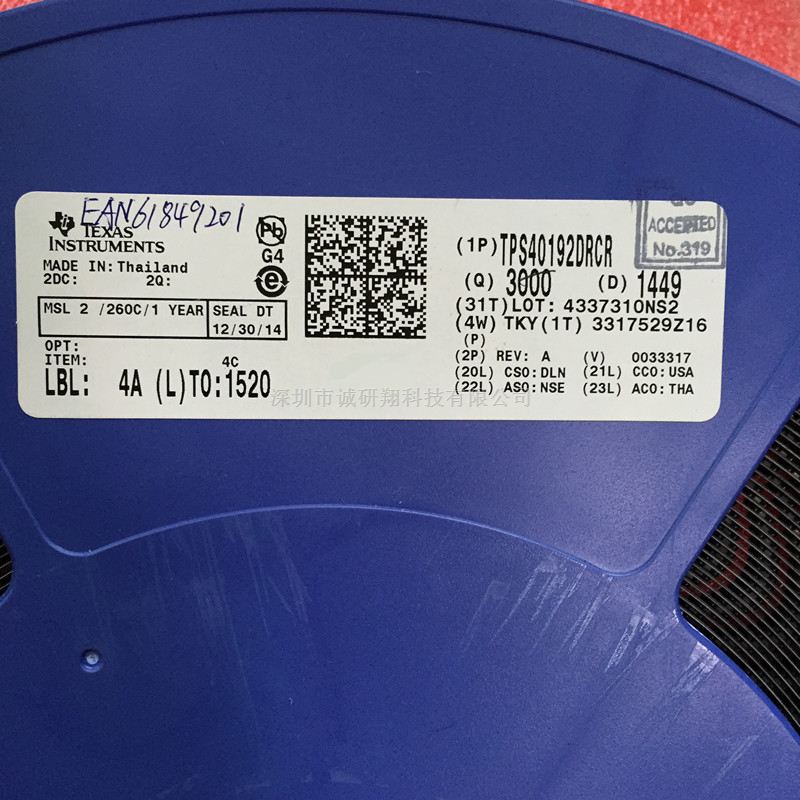 EAN61849201
TEXAS
INSTRUMENTS
MADE IN: Thailand
2DC: 2Q:
Pb
G4
e
MSL 2 /260C/1 YEAR
SEAL DT
12/30/14
OPT:
ITEM: 4C
LBL: 4A (L)TO:1520
(1P) TPS40192DRCR
(Q) 3000 (D) 1449
(31T)LOT: 4337310NS2
(4W) TKY(1T) 3317529Z16
(P)
(2P) REV: A (V) 0033317
(20L) CSO:DLN (21L) CCO:USA
(22L) ASO:NSE (23L) ACO:THA
ACCEPTED
No.319
深圳市诚研翔科技有限公司